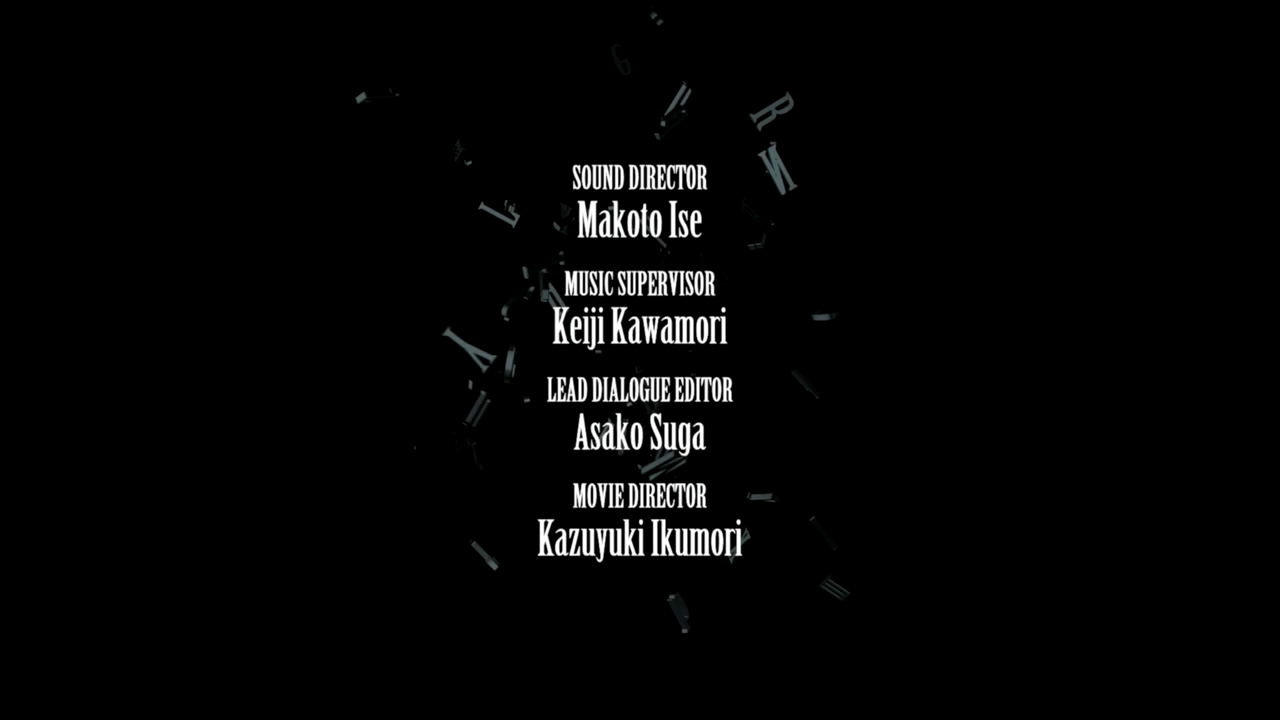 SOUND DIRECTOR
Makoto Ise
MUSIC SUPERVISOR
Keiji Kawamori
LEAD DIALOGUE EDITOR
Asako Suga
MOVIE DIRECTOR
Kazuyuki Ikumori